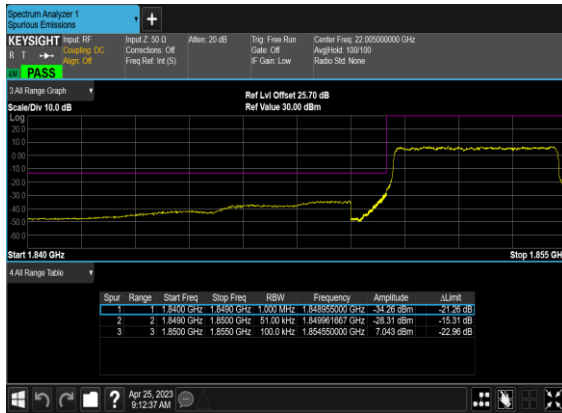 Spectrum Analyzer 1
Spurious Emissions
KEYSIGHT Input: RF Input Z: 50 Ω Atten: 20 dB Trig: Free Run Center Freq: 22.005000000 GHz
R T Coupling: DC Corrections: Off Gate: Off Avg|Hold: 100/100
Align: Off Freq Ref: Int (S) IF Gain: Low Radio Std: None
PASS
3 All Range Graph
Ref Lvl Offset 25.70 dB
Scale/Div 10.0 dB Ref Value 30.00 dBm
Log
20.0
10.0
0.00
-10.0
-20.0
-30.0
-40.0
-50.0
-60.0
Start 1.840 GHz Stop 1.855 GH
4 All Range Table
Spur Range Start Freq Stop Freq RBW Frequency Amplitude ΔLimit
1 1 1.8400 GHz 1.8490 GHz 1.000 MHz 1.848955000 GHz -34.26 dBm -21.26 dB
2 2 1.8490 GHz 1.8500 GHz 51.00 kHz 1.849961667 GHz -28.31 dBm -15.31 dB
3 3 1.8500 GHz 1.8550 GHz 100.0 kHz 1.854550000 GHz 7.043 dBm -22.96 dB
? Apr 25, 2023
9:12:37 AM